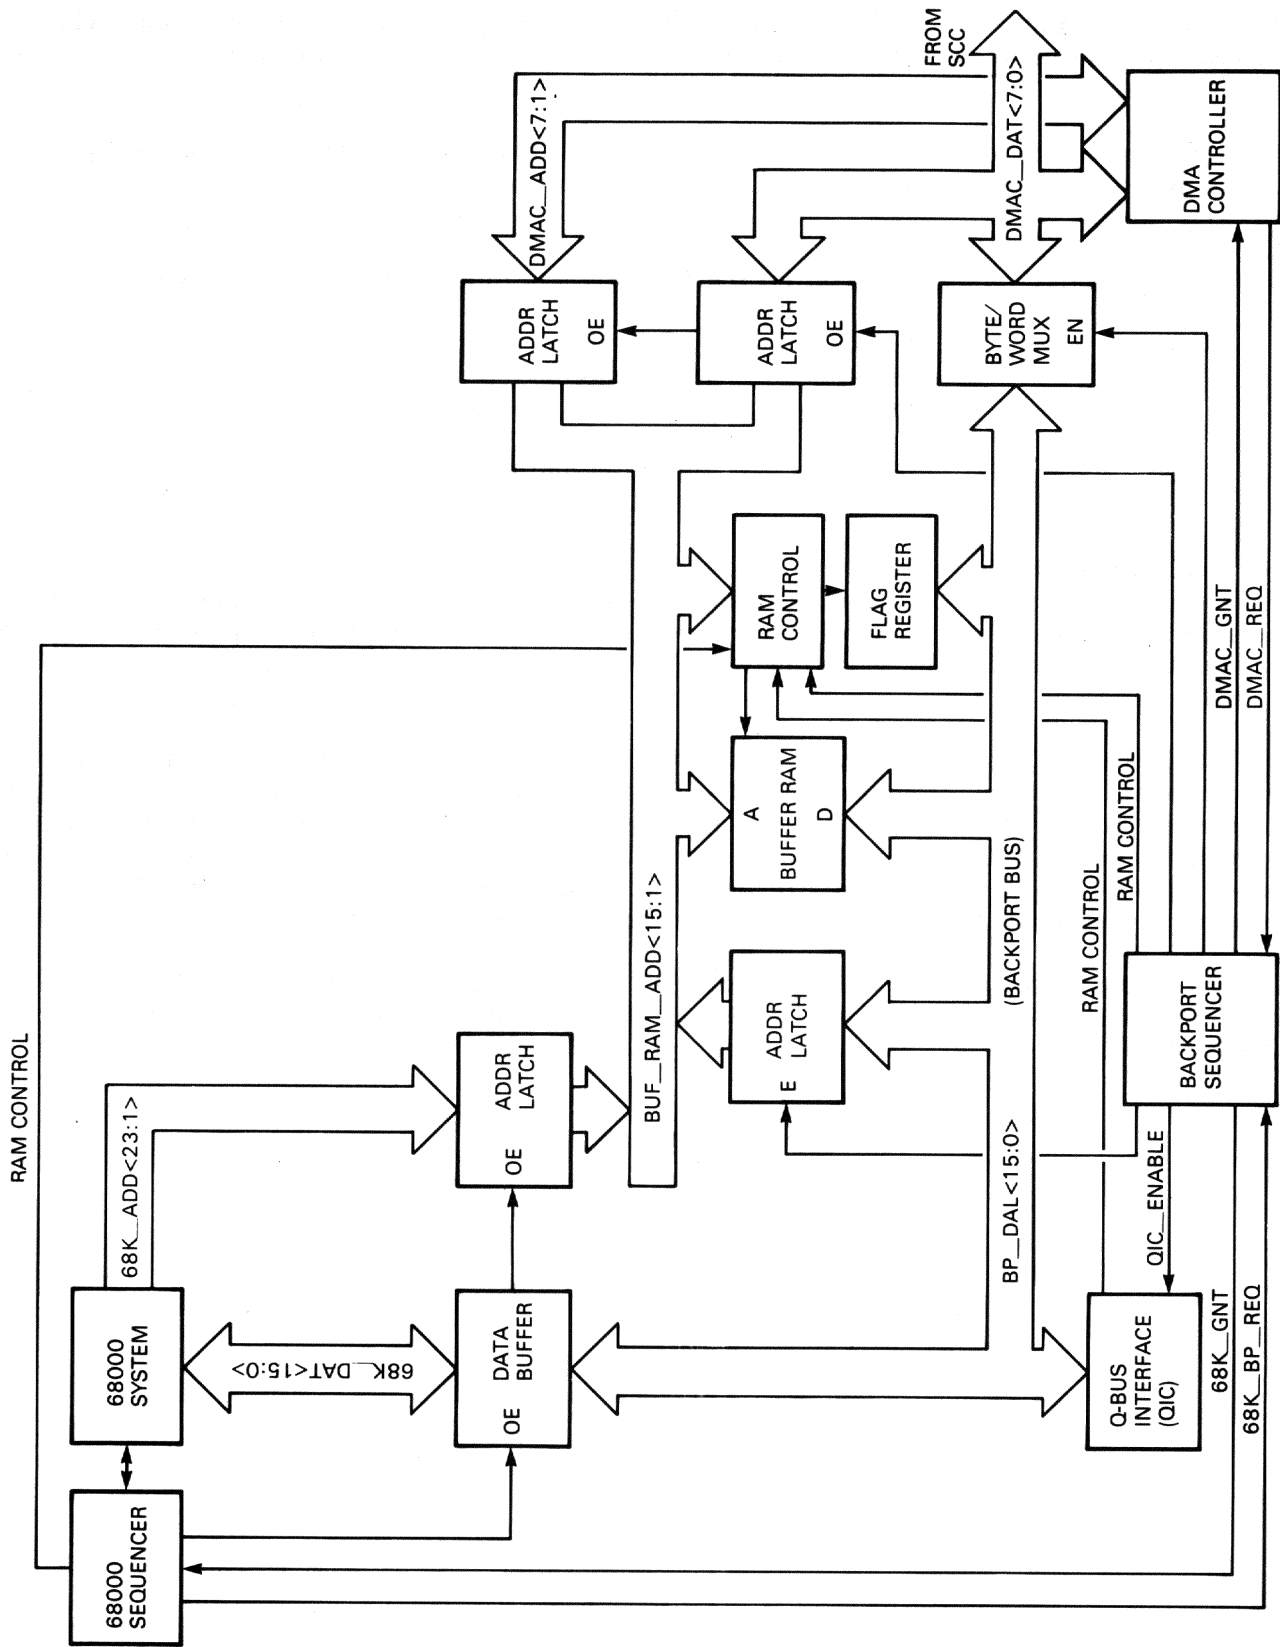 RAM CONTROL
68000
SEQUENCER
68000
SYSTEM
68K_ADD<23:1>
68K_DAT<15:0>
DATA
BUFFER
OE
ADDR
LATCH
OE
BUF_RAM_ADD<15:1>
ADDR
LATCH
E
A
BUFFER RAM
D
RAM
CONTROL
FLAG
REGISTER
ADDR
LATCH
OE
ADDR
LATCH
OE
DMAC_ADD<7:1>
FROM
SCC
DMAC_DAT<7:0>
BYTE/
WORD
MUX
EN
BP_DAL<15:0>
(BACKPORT BUS)
Q-BUS
INTERFACE
(QIC)
QIC_ENABLE
RAM CONTROL
RAM CONTROL
BACKPORT
SEQUENCER
68K_GNT
68K_BP_REQ
DMAC_GNT
DMAC_REQ
DMA
CONTROLLER